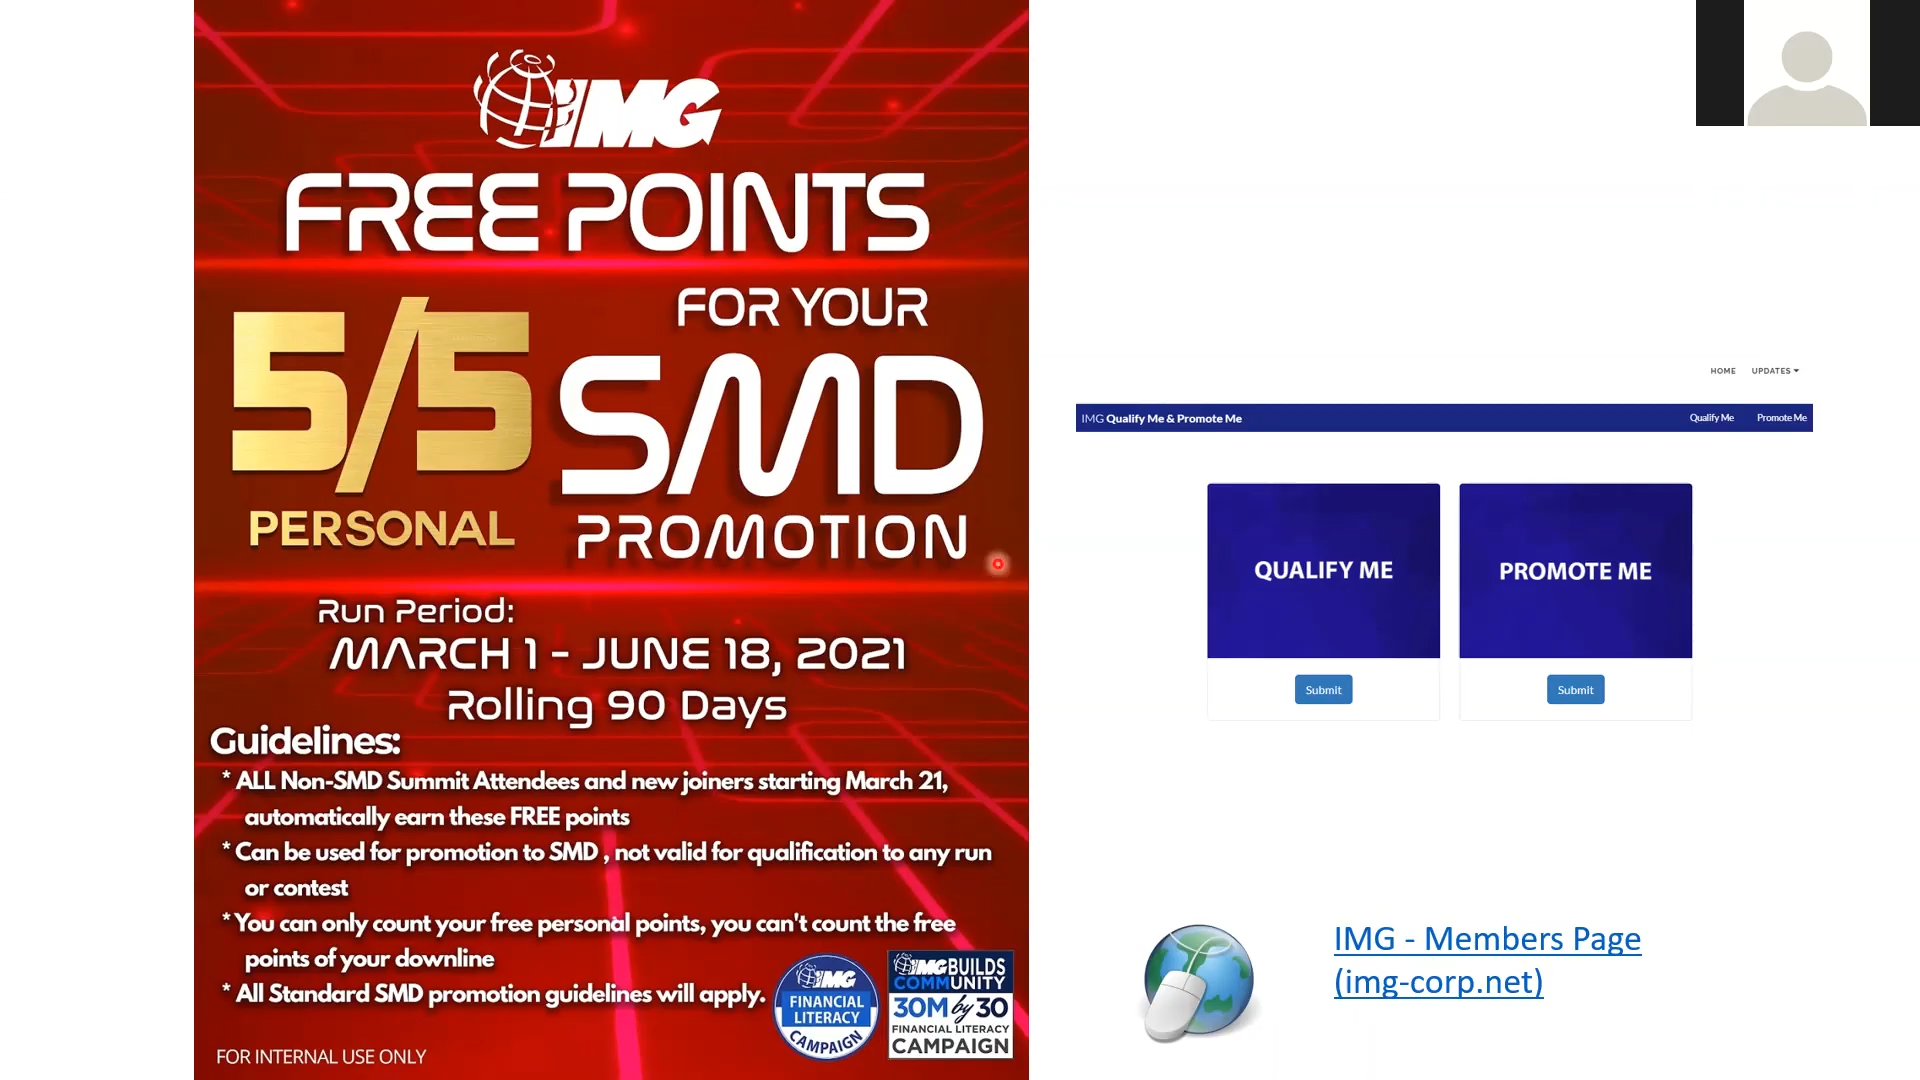 IMG
FREE POINTS
5/5
PERSONAL
FOR YOUR
SMD
PROMOTION
Run Period:
MARCH 1 - JUNE 18, 2021
Rolling 90 Days
Guidelines:
* ALL Non-SMD Summit Attendees and new joiners starting March 21,
automatically earn these FREE points
* Can be used for promotion to SMD , not valid for qualification to any run
or contest
* You can only count your free personal points, you can't count the free
points of your downline
* All Standard SMD promotion guidelines will apply.
IMG
FINANCIAL
LITERACY
CAMPAIGN
IMG BUILDS
COMMUNITY
30M by 30
FINANCIAL LITERACY
CAMPAIGN
FOR INTERNAL USE ONLY
HOME UPDATES
IMG Qualify Me & Promote Me Qualify Me Promote Me
QUALIFY ME
PROMOTE ME
Submit
Submit
IMG - Members Page
(img-corp.net)